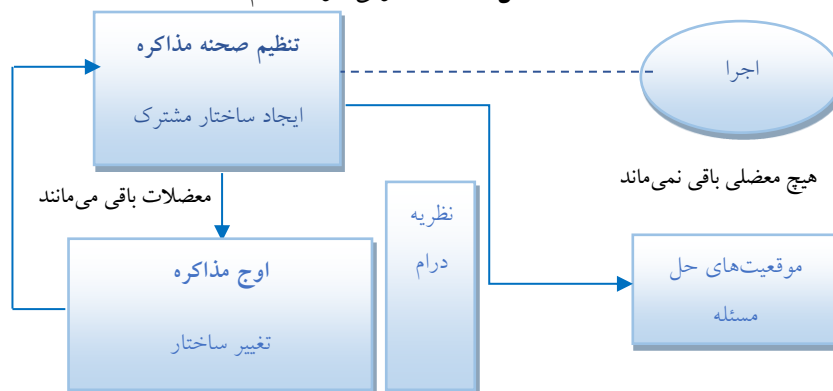 تنظیم صحنه مذاکره
ایجاد ساختار مشترک
اجرا
هیچ معضلی باقی نمی‌ماند
معضلات باقی می‌مانند
نظریه
درام
اوج مذاکره
تغییر ساختار
موقعیت‌های حل
مسئله